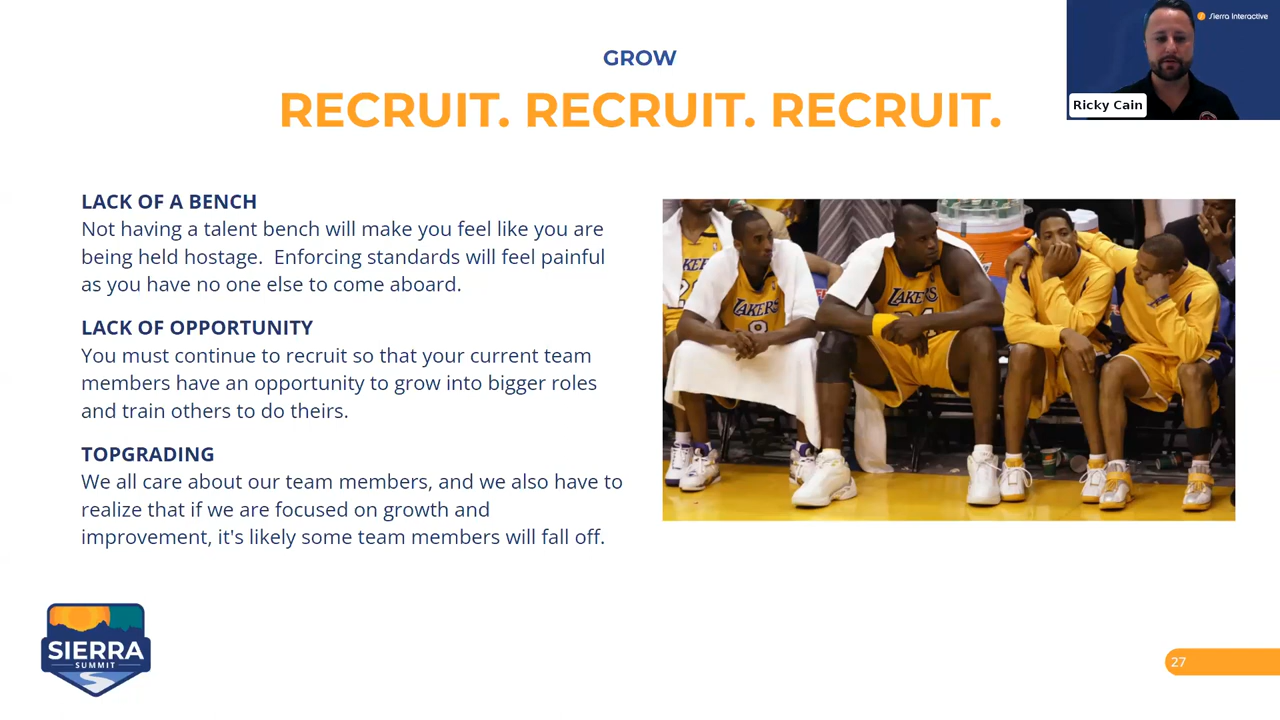 Sierra Interactive
GROW
RECRUIT. RECRUIT. RECRUIT.
Ricky Cain
LACK OF A BENCH
Not having a talent bench will make you feel like you are
being held hostage.  Enforcing standards will feel painful
as you have no one else to come aboard.
LACK OF OPPORTUNITY
You must continue to recruit so that your current team
members have an opportunity to grow into bigger roles
and train others to do theirs.
TOPGRADING
We all care about our team members, and we also have to
realize that if we are focused on growth and
improvement, it's likely some team members will fall off.
LAKERS
8
LAKERS
SIERRA
SUMMIT
27